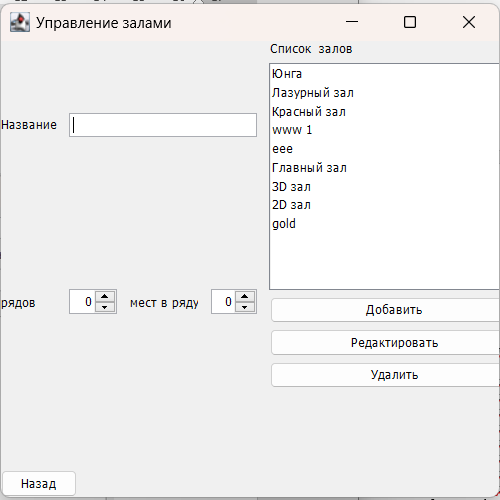 Управление залами
Список залов
Юнга
Лазурный зал
Красный зал
www 1
eee
Главный зал
3D зал
2D зал
gold
Название
рядов 0 мест в ряду 0
Добавить
Редактировать
Удалить
Назад